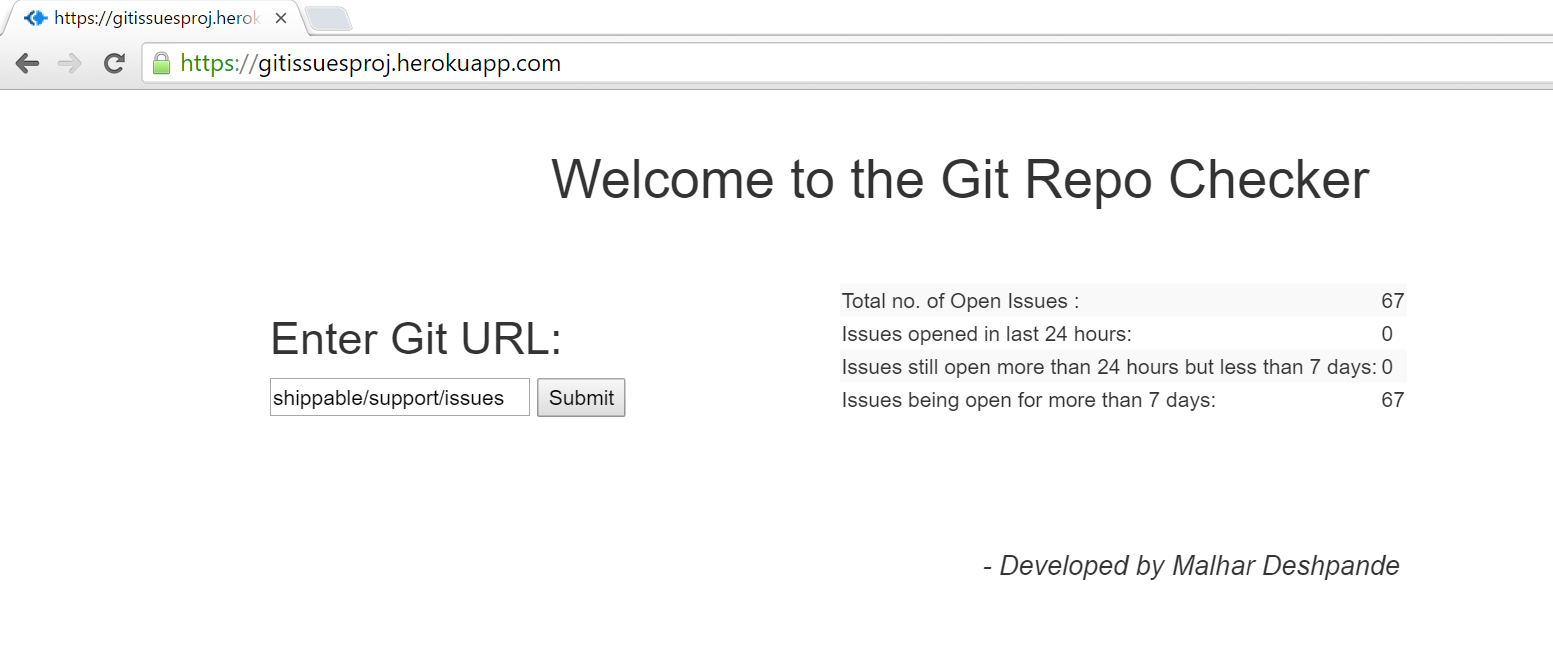 https://gitissuesproj.herok
https://gitissuesproj.herokuapp.com
Welcome to the Git Repo Checker
Enter Git URL:
shippable/support/issues Submit
Total no. of Open Issues : 67
Issues opened in last 24 hours: 0
Issues still open more than 24 hours but less than 7 days: 0
Issues being open for more than 7 days: 67
- Developed by Malhar Deshpande